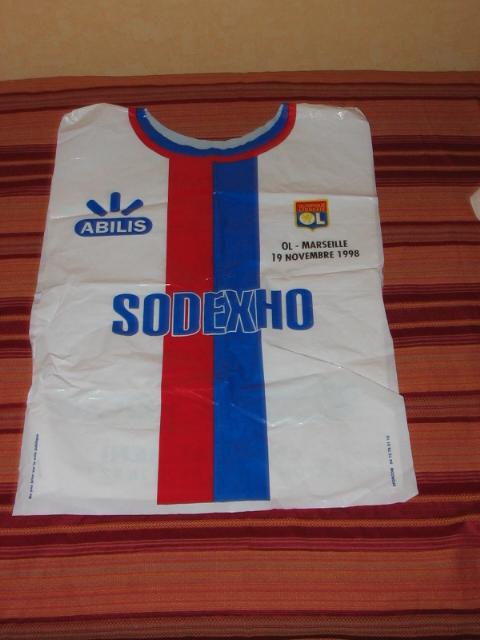 ABILIS
OL
OL - MARSEILLE
19 NOVEMBRE 1998
SODEXHO